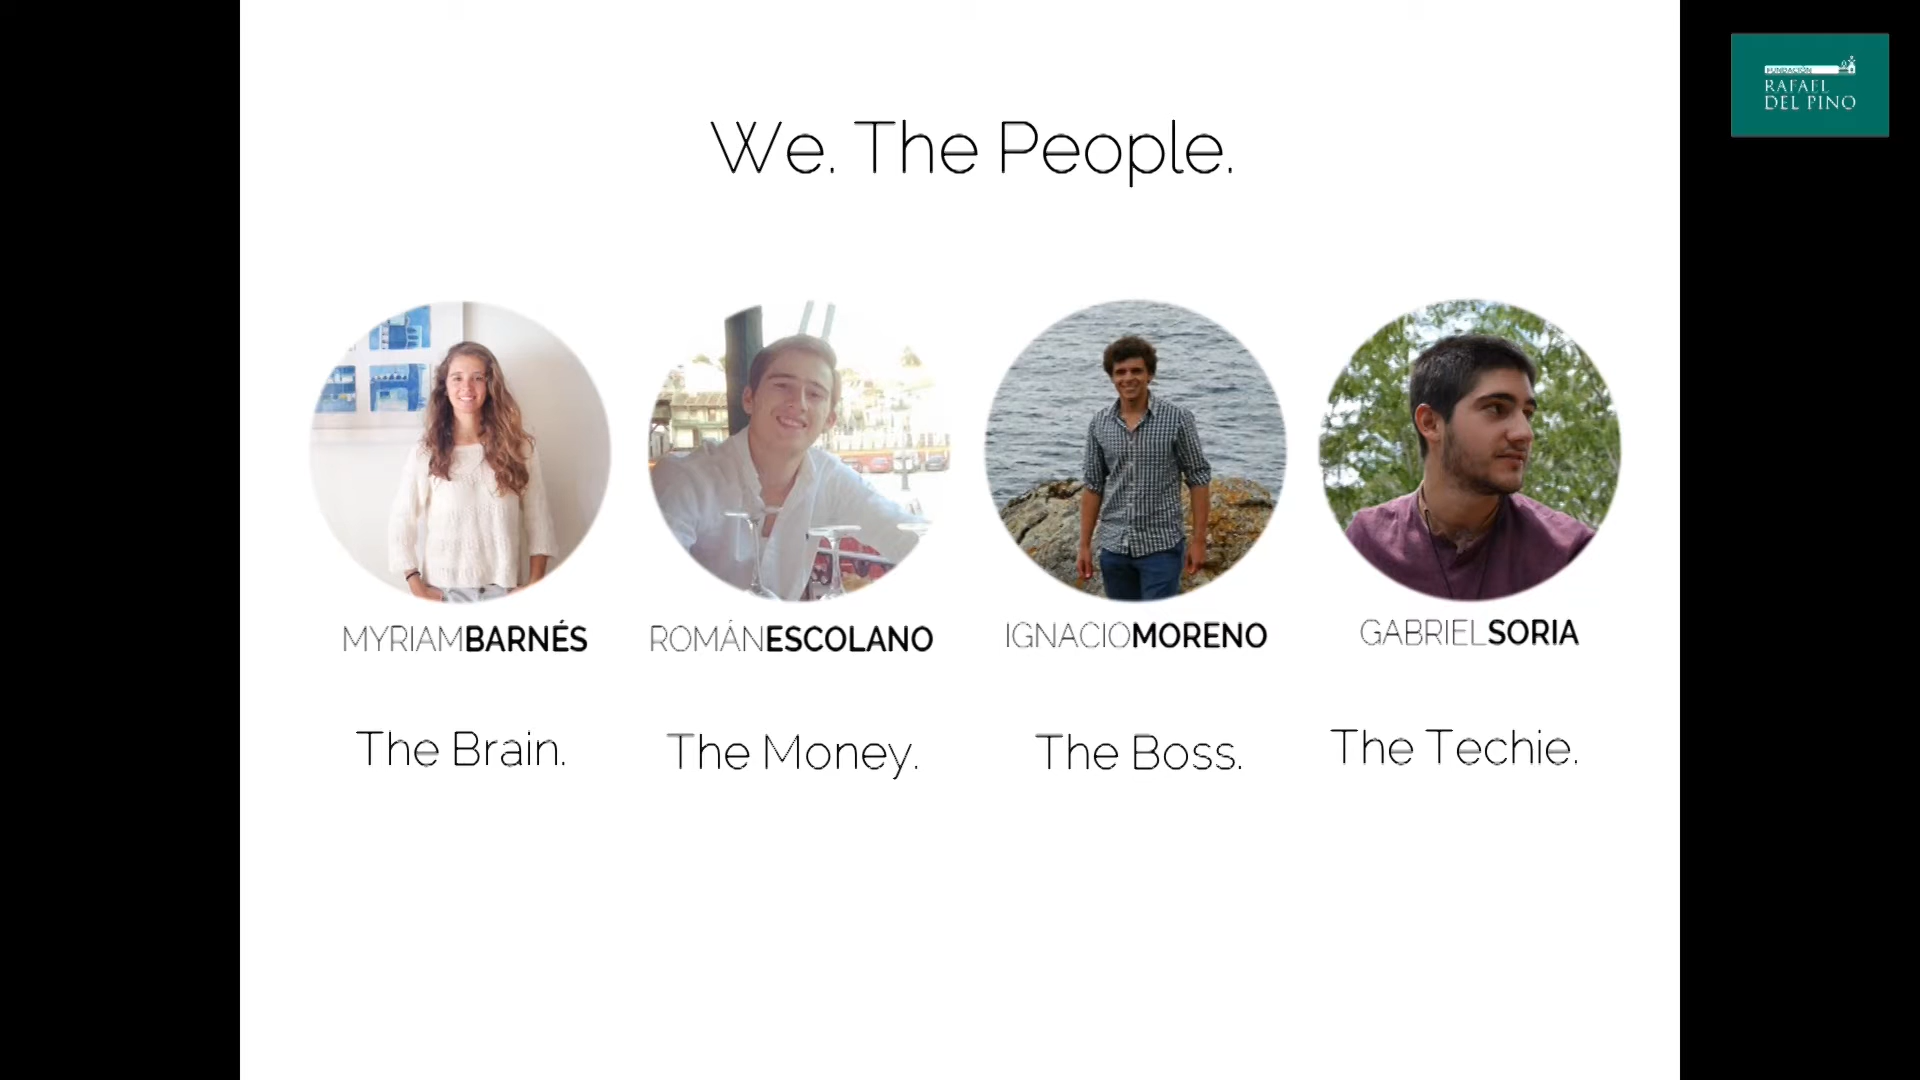 We. The People.
MYRIAMBARNÉS
ROMÁNESCOLANO
IGNACIOMORENO
GABRIELSORIA
The Brain.
The Money.
The Boss.
The Techie.
FUNDACIÓN
RAFAEL
DEL PINO